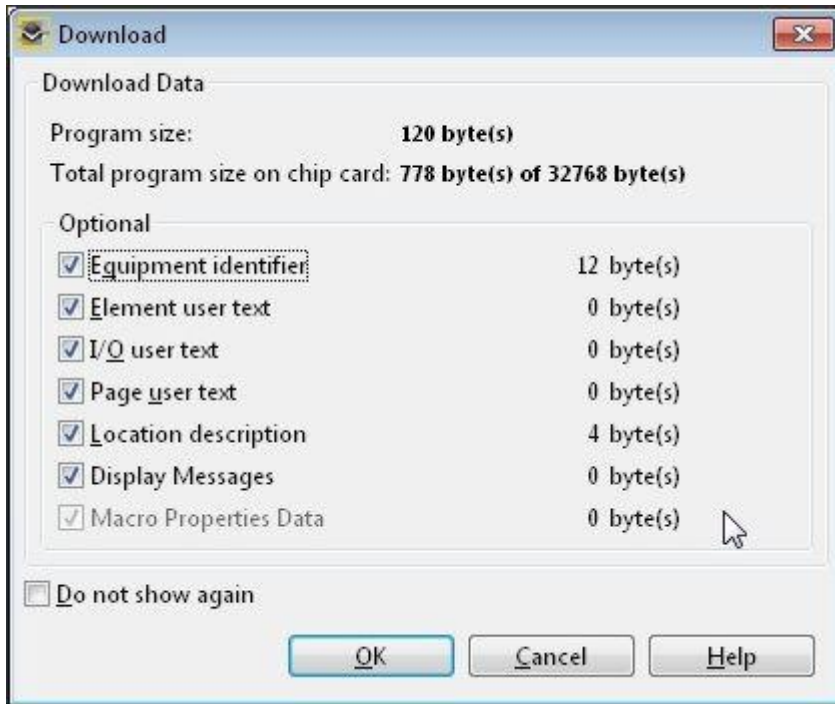 Download
Download Data
Program size: 120 byte(s)
Total program size on chip card: 778 byte(s) of 32768 byte(s)
Optional
Equipment identifier 12 byte(s)
Element user text 0 byte(s)
I/O user text 0 byte(s)
Page user text 0 byte(s)
Location description 4 byte(s)
Display Messages 0 byte(s)
Macro Properties Data 0 byte(s)
Do not show again
OK Cancel Help